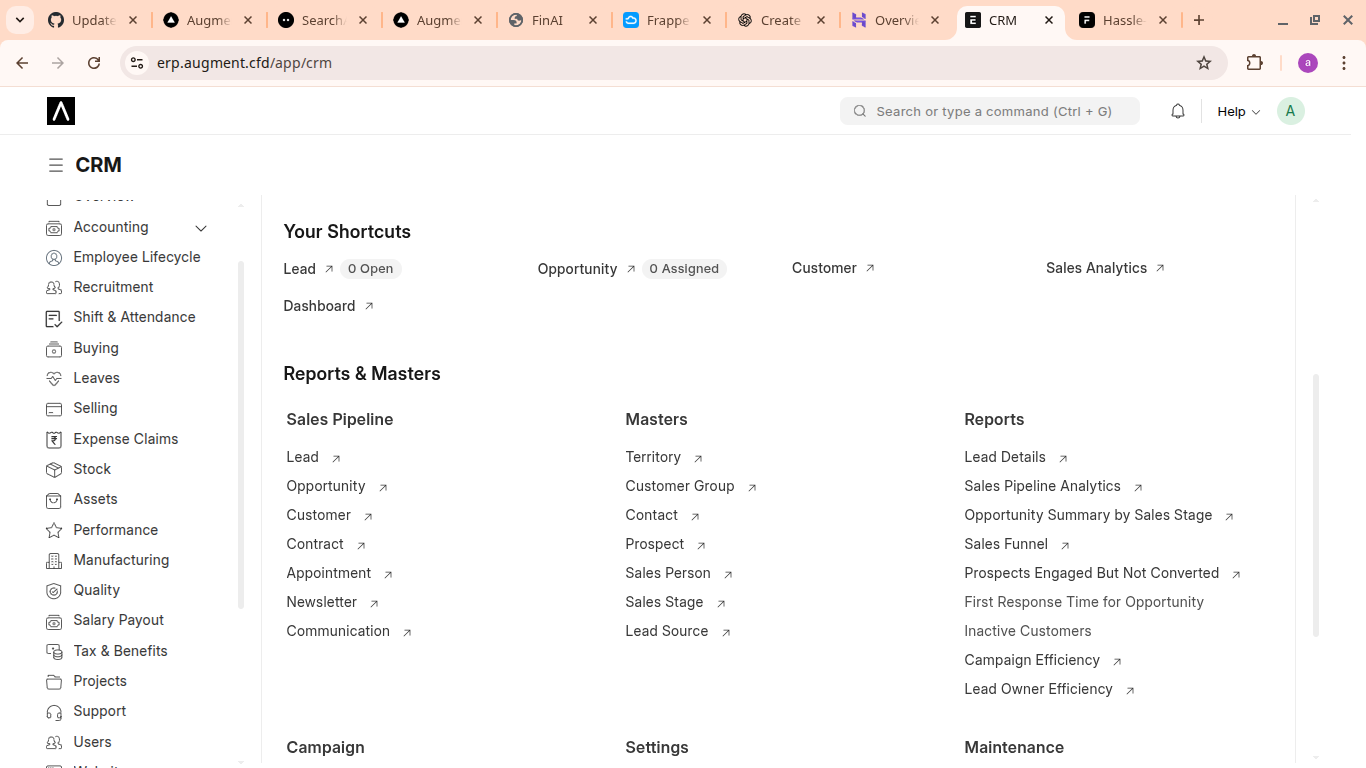 Update
Augme
Search
Augme
FinAI
Frappe
Create
Overvi
CRM
Hassle
erp.augment.cfd/app/crm
a
Search or type a command (Ctrl + G)
Help
A
CRM
Overview
Accounting
Employee Lifecycle
Recruitment
Shift & Attendance
Buying
Leaves
Selling
Expense Claims
Stock
Assets
Performance
Manufacturing
Quality
Salary Payout
Tax & Benefits
Projects
Support
Users
Your Shortcuts
Lead 0 Open
Opportunity 0 Assigned
Customer
Sales Analytics
Dashboard
Reports & Masters
Sales Pipeline
Lead
Opportunity
Customer
Contract
Appointment
Newsletter
Communication
Masters
Territory
Customer Group
Contact
Prospect
Sales Person
Sales Stage
Lead Source
Reports
Lead Details
Sales Pipeline Analytics
Opportunity Summary by Sales Stage
Sales Funnel
Prospects Engaged But Not Converted
First Response Time for Opportunity
Inactive Customers
Campaign Efficiency
Lead Owner Efficiency
Campaign
Settings
Maintenance